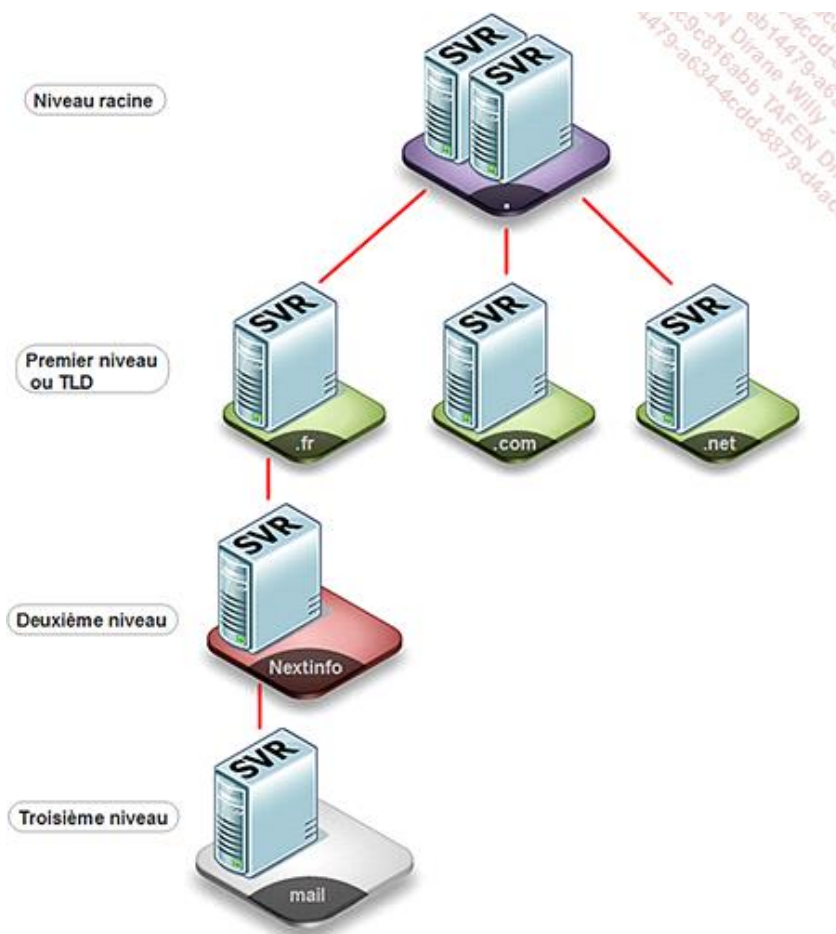 SVR
SVR
Niveau racine
.
SVR
SVR
SVR
Premier niveau
ou TLD
.fr
.com
.net
SVR
Deuxième niveau
Nextinfo
SVR
Troisième niveau
mail